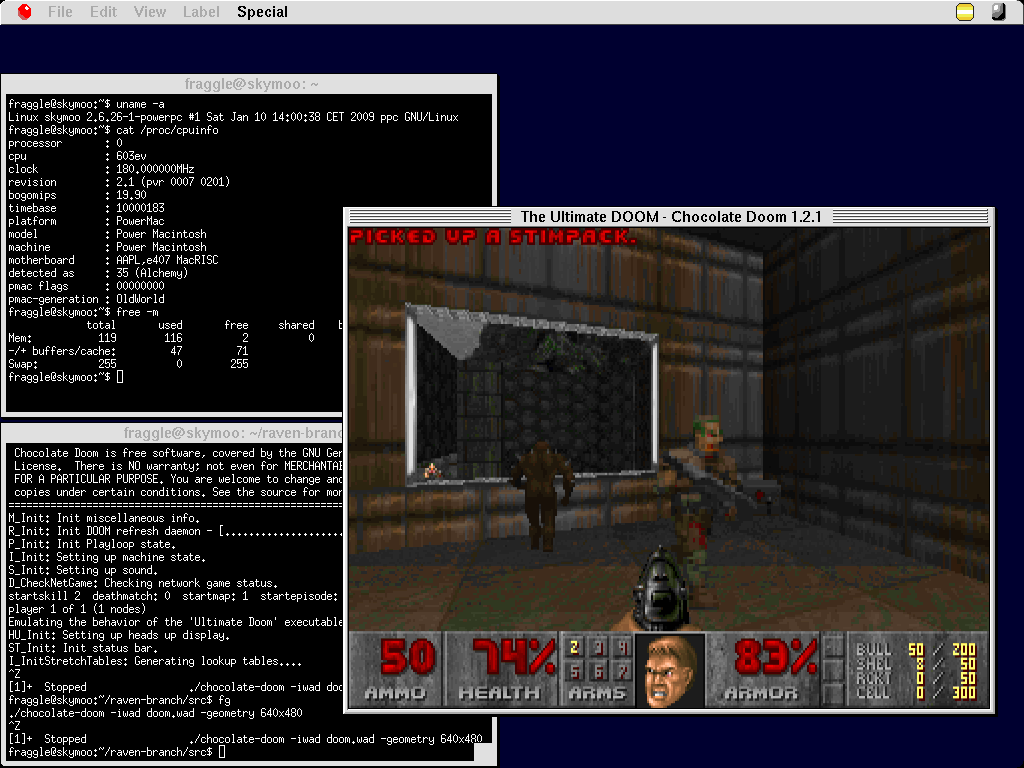 File Edit View Label Special
fraggle@skymoo: ~
fraggle@skymoo:~$ uname -a
Linux skymoo 2.6.26-1-powerpc #1 Sat Jan 10 14:00:38 CET 2009 ppc GNU/Linux
fraggle@skymoo:~$ cat /proc/cpuinfo
processor : 0
cpu : 603ev
clock : 180.000000MHz
revision : 2.1 (pvr 0007 0201)
bogomips : 19.90
timebase : 10000183
platform : PowerMac
model : Power Macintosh
machine : Power Macintosh
motherboard : AAPL,e407 MacRISC
detected as : 35 (Alchemy)
pmac flags : 00000000
pmac-generation : OldWorld
fraggle@skymoo:~$ free -m
total used free shared b
Mem: 119 116 2 0
-/+ buffers/cache: 47 71
Swap: 255 0 255
fraggle@skymoo:~$
fraggle@skymoo: ~/raven-branc
Chocolate Doom is free software, covered by the GNU Gen
License. There is NO warranty; not even for MERCHANTAB
FOR A PARTICULAR PURPOSE. You are welcome to change and
copies under certain conditions. See the source for mor
========================================================
M_Init: Init miscellaneous info.
R_Init: Init DOOM refresh daemon - [....................
P_Init: Init Playloop state.
I_Init: Setting up machine state.
S_Init: Setting up sound.
D_CheckNetGame: Checking network game status.
startskill 2 deathmatch: 0 startmap: 1 startepisode:
player 1 of 1 (1 nodes)
Emulating the behavior of the 'Ultimate Doom' executable
HU_Init: Setting up heads up display.
ST_Init: Init status bar.
I_InitStretchTables: Generating lookup tables....
^Z
[1]+ Stopped ./chocolate-doom -iwad doom
fraggle@skymoo:~/raven-branch/src$ fg
./chocolate-doom -iwad doom.wad -geometry 640x480
^Z
[1]+ Stopped ./chocolate-doom -iwad doom.wad -geometry 640x480
fraggle@skymoo:~/raven-branch/src$
The Ultimate DOOM - Chocolate Doom 1.2.1
PICKED UP A STIMPACK.
50 74% 2 3 4 83%
5 6 7
AMMO HEALTH ARMS ARMOR
BULL 50 / 200
SHEL 8 / 50
RCKT 0 / 50
CELL 0 / 300